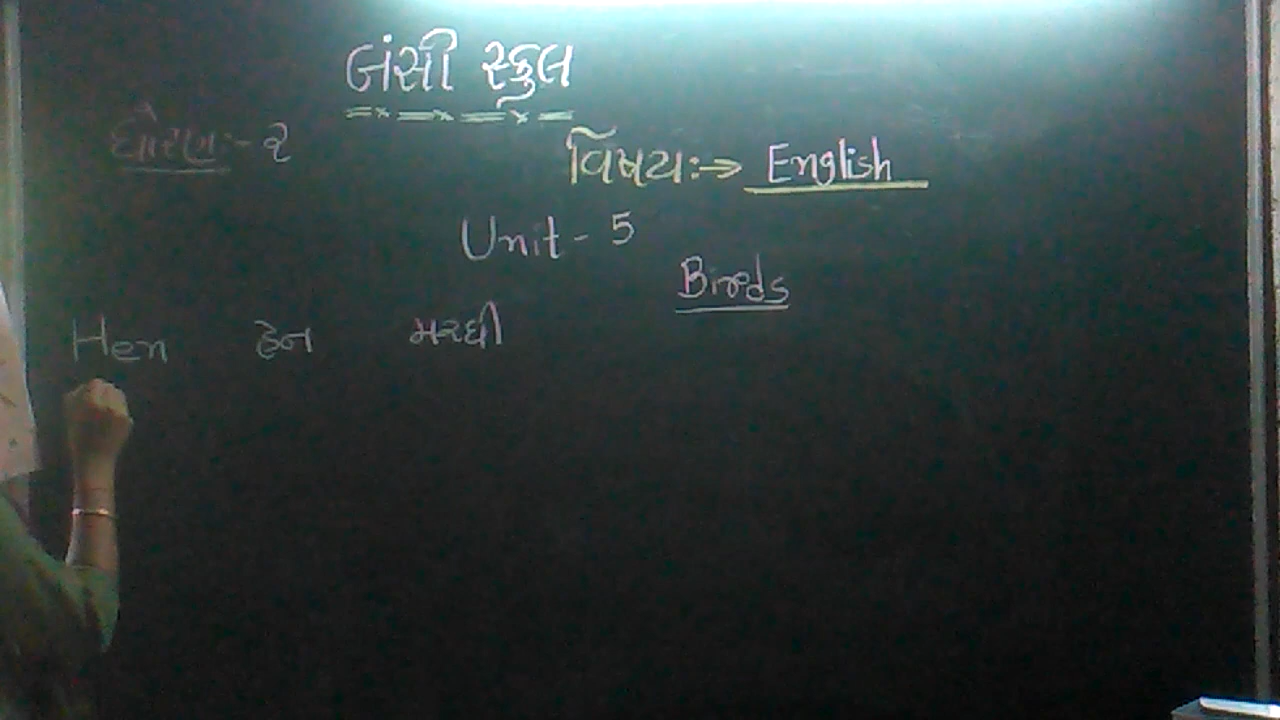 બંસી સ્કુલ
ધોરણઃ- ૨
વિષયઃ→ English
Unit - 5
Birds
Hen હેન મરઘી